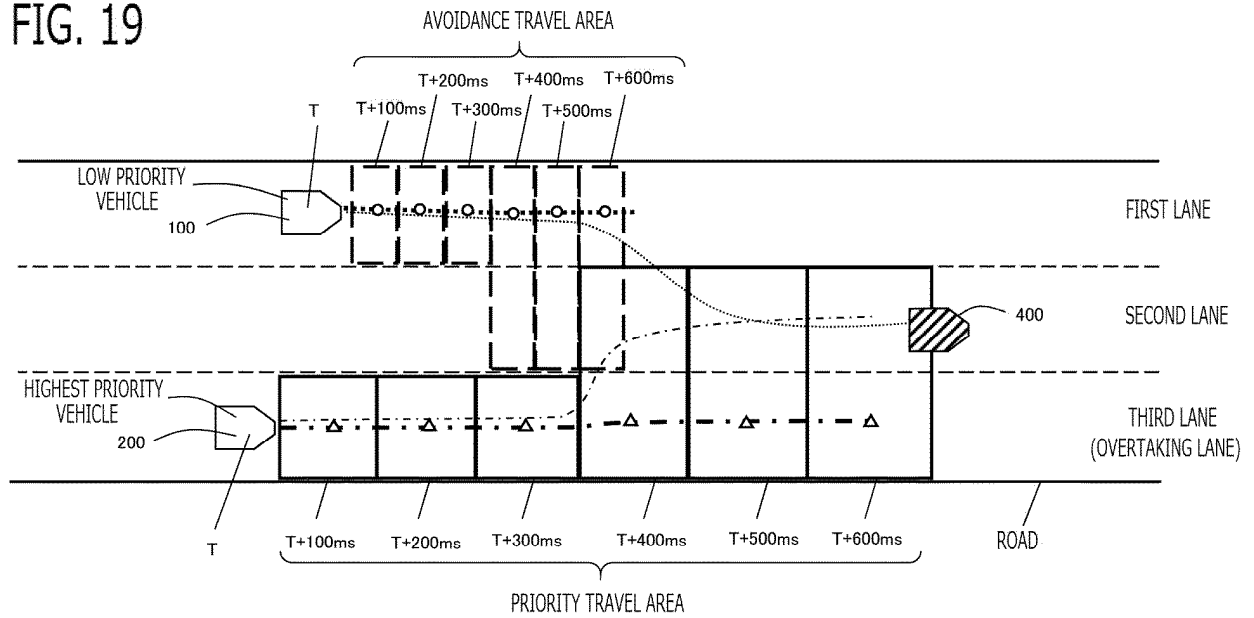 FIG. 19
AVOIDANCE TRAVEL AREA
T+200ms T+400ms T+600ms
T T+100ms T+300ms T+500ms
LOW PRIORITY
VEHICLE
100
FIRST LANE
400
SECOND LANE
HIGHEST PRIORITY
VEHICLE
200
THIRD LANE
(OVERTAKING LANE)
T
T+100ms T+200ms T+300ms T+400ms T+500ms T+600ms
ROAD
PRIORITY TRAVEL AREA